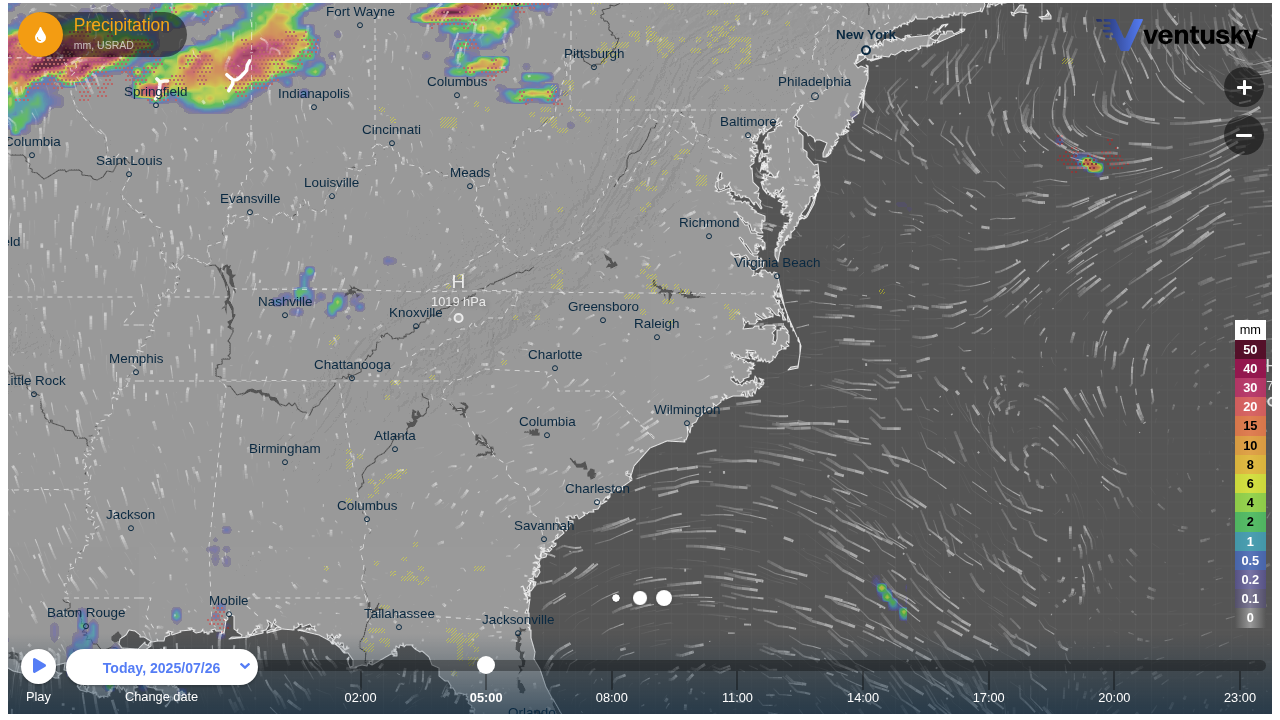 Fort Wayne
Precipitation
mm, USRAD
ventusky
New York
Pittsburgh
Columbus
Philadelphia
Springfield
Indianapolis
+
−
Baltimore
Cincinnati
Columbia
Saint Louis
Meads
Louisville
Evansville
Richmond
eld
Virginia Beach
H
1019 hPa
Nashville
Knoxville
Greensboro
Raleigh
mm
50
40
30
20
15
10
8
6
4
2
1
0.5
0.2
0.1
0
H
7
Memphis
Charlotte
Chattanooga
Little Rock
Wilmington
Columbia
Atlanta
Birmingham
Charleston
Columbus
Jackson
Savannah
Mobile
Baton Rouge
Tallahassee
Jacksonville
Today, 2025/07/26
Play
Change date
02:00
05:00
08:00
11:00
14:00
17:00
20:00
23:00
Orlando